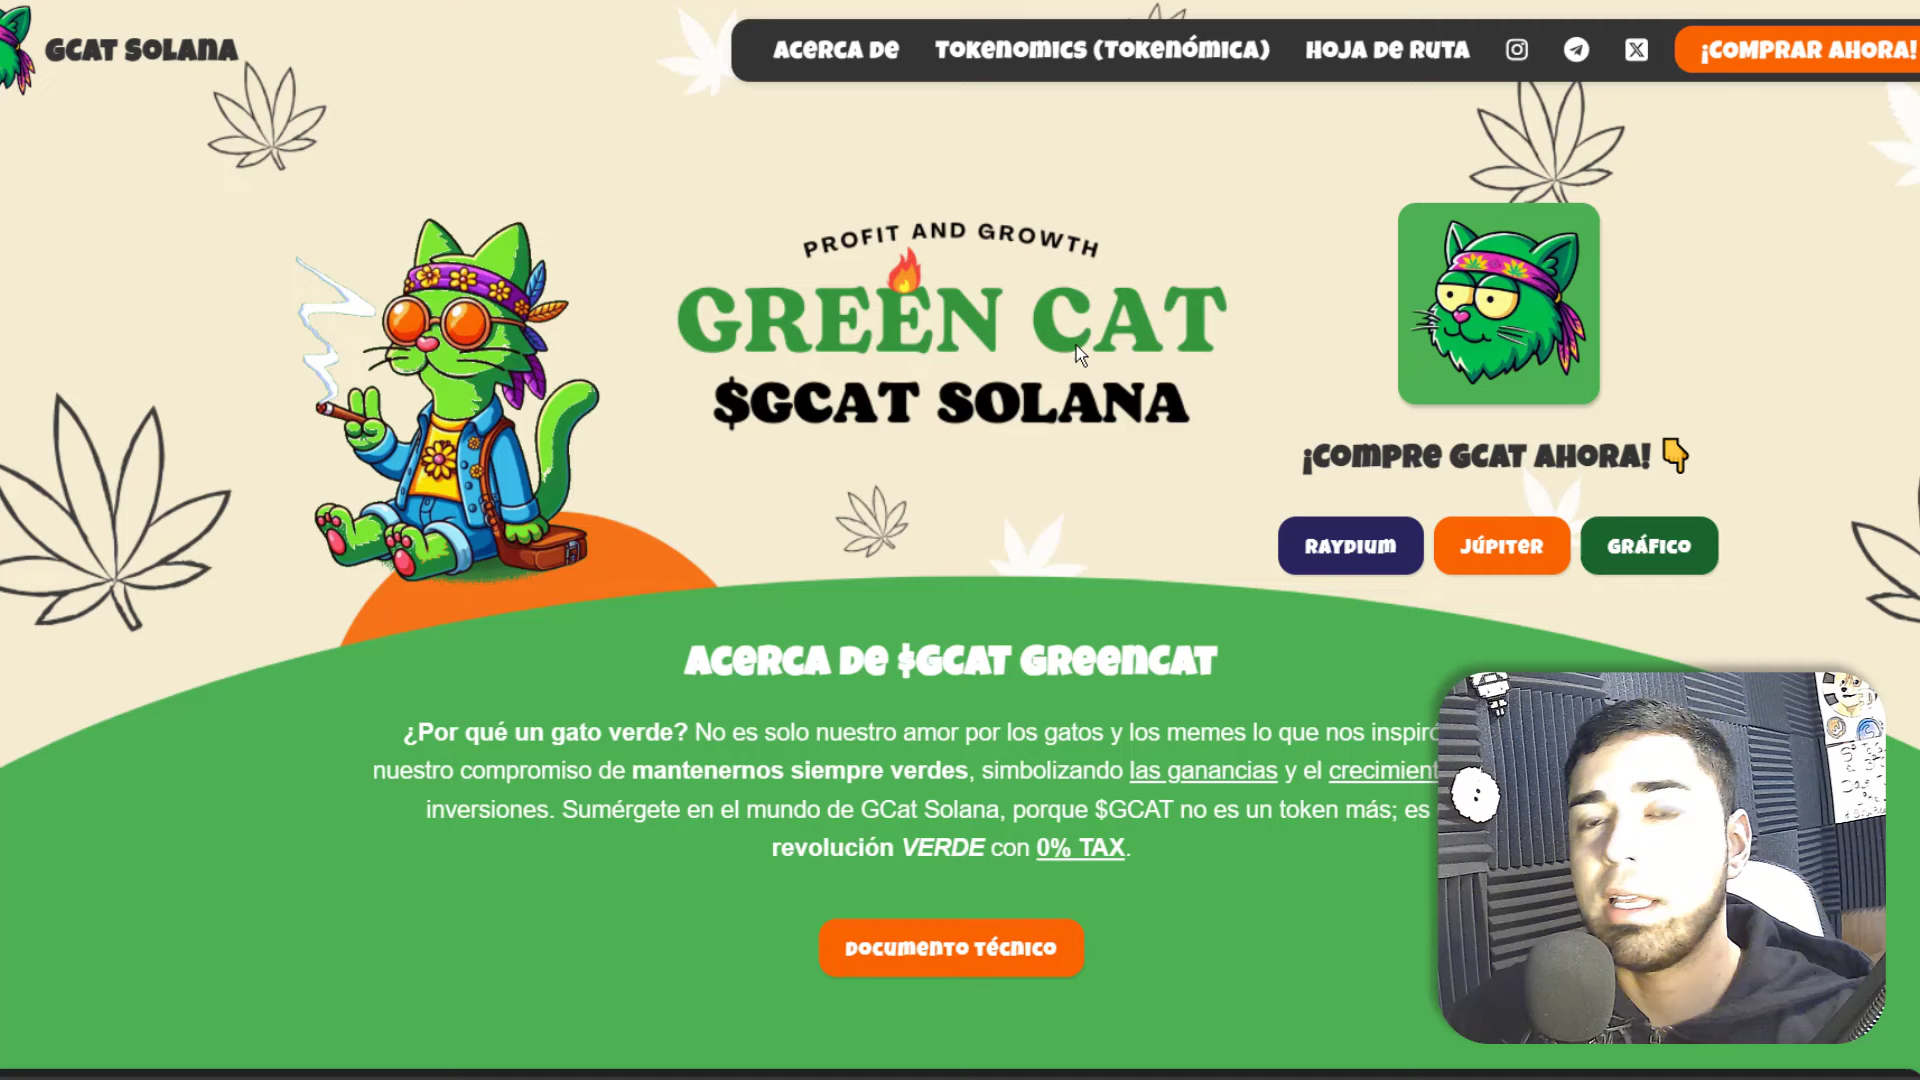 GCAT SOLANA
ACERCA DE
TOKENOMICS (TOKENÓMICA)
HOJA DE RUTA
¡COMPRAR AHORA!
PROFIT AND GROWTH
GREEN CAT
$GCAT SOLANA
¡COMPRE GCAT AHORA!
RAYDIUM
JÚPITER
GRÁFICO
ACERCA DE $GCAT GREENCAT
¿Por qué un gato verde? No es solo nuestro amor por los gatos y los memes lo que nos inspiró
nuestro compromiso de mantenernos siempre verdes, simbolizando las ganancias y el crecimient
inversiones. Sumérgete en el mundo de GCat Solana, porque $GCAT no es un token más; es
revolución VERDE con 0% TAX.
DOCUMENTO TÉCNICO